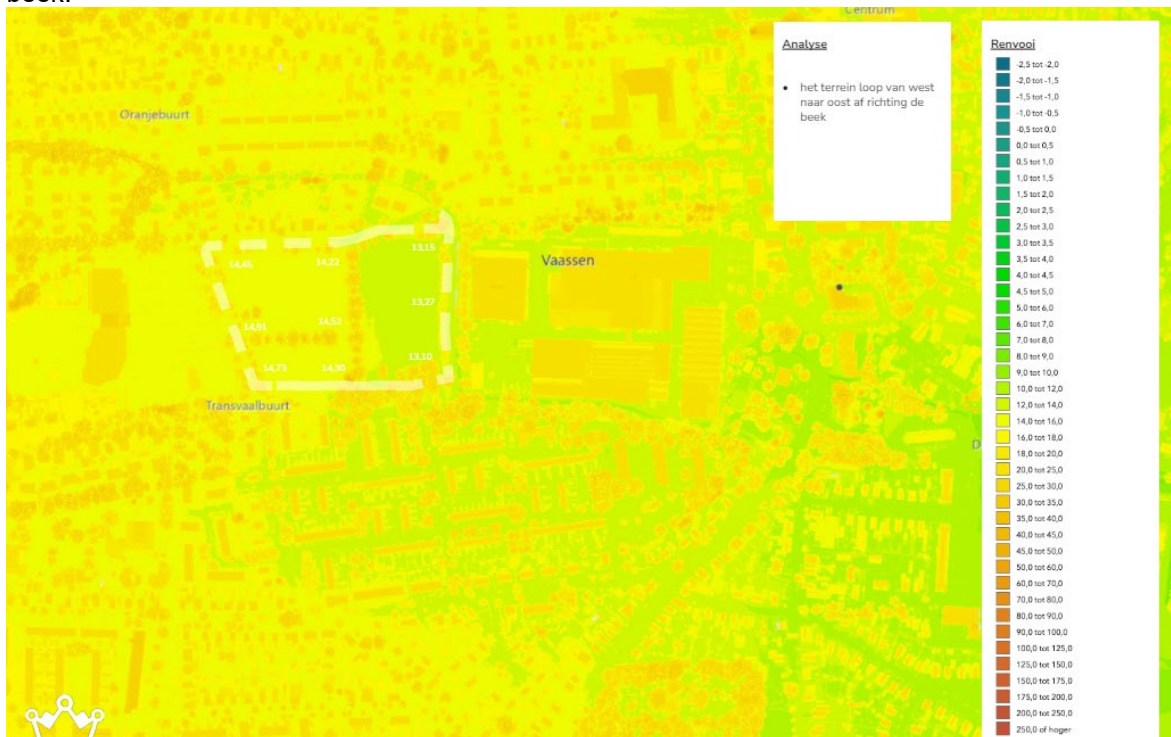 beek.
Centrum
Analyse
• het terrein loop van west
naar oost af richting de
beek
Renvooi
-2,5 tot -2,0
-2,0 tot -1,5
-1,5 tot -1,0
-1,0 tot -0,5
-0,5 tot 0,0
0,0 tot 0,5
0,5 tot 1,0
1,0 tot 1,5
1,5 tot 2,0
2,0 tot 2,5
2,5 tot 3,0
3,0 tot 3,5
3,5 tot 4,0
4,0 tot 4,5
4,5 tot 5,0
5,0 tot 6,0
6,0 tot 7,0
7,0 tot 8,0
8,0 tot 9,0
9,0 tot 10,0
10,0 tot 12,0
12,0 tot 14,0
14,0 tot 16,0
16,0 tot 18,0
18,0 tot 20,0
20,0 tot 25,0
25,0 tot 30,0
30,0 tot 35,0
35,0 tot 40,0
40,0 tot 45,0
45,0 tot 50,0
50,0 tot 60,0
60,0 tot 70,0
70,0 tot 80,0
80,0 tot 90,0
90,0 tot 100,0
100,0 tot 125,0
125,0 tot 150,0
150,0 tot 175,0
175,0 tot 200,0
200,0 tot 250,0
250,0 of hoger
Oranjebuurt
Vaassen
14,45
14,22
13,15
13,27
14,91
14,53
13,10
14,73
14,30
Transvaalbuurt
D